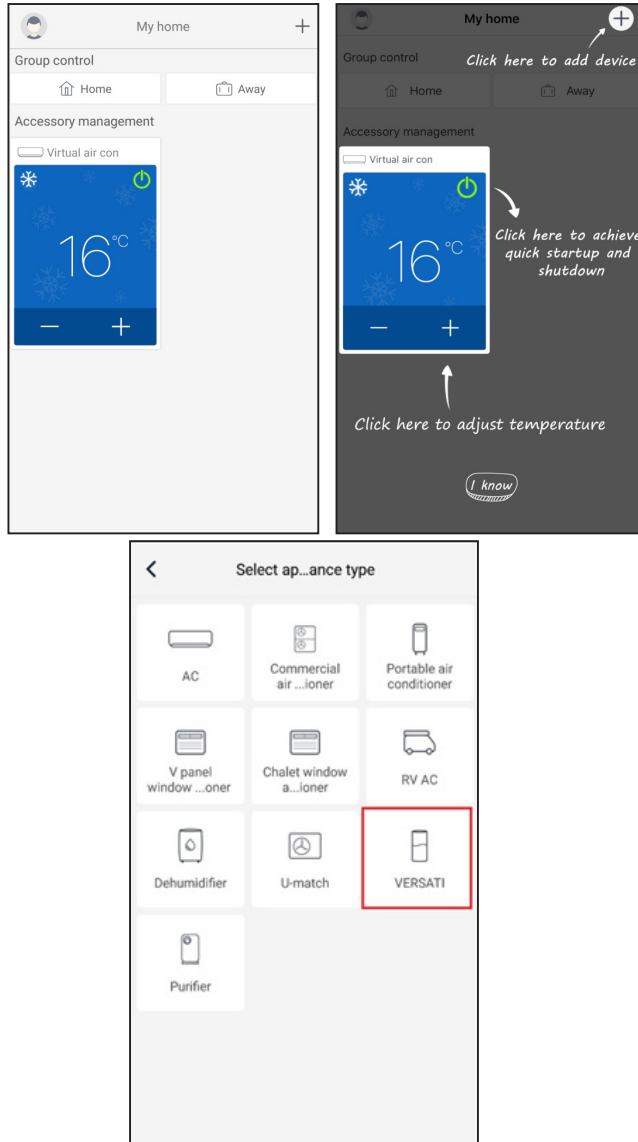 My home +
Group control
Home Away
Accessory management
Virtual air con
16°C
— +
My home +
Click here to add device
Group control
Home Away
Accessory management
Virtual air con
16°C
— +
Click here to achieve
quick startup and
shutdown
Click here to adjust temperature
I know
Select ap...ance type
AC
Commercial
air ...ioner
Portable air
conditioner
V panel
window ...oner
Chalet window
a...ioner
RV AC
Dehumidifier
U-match
VERSATI
Purifier